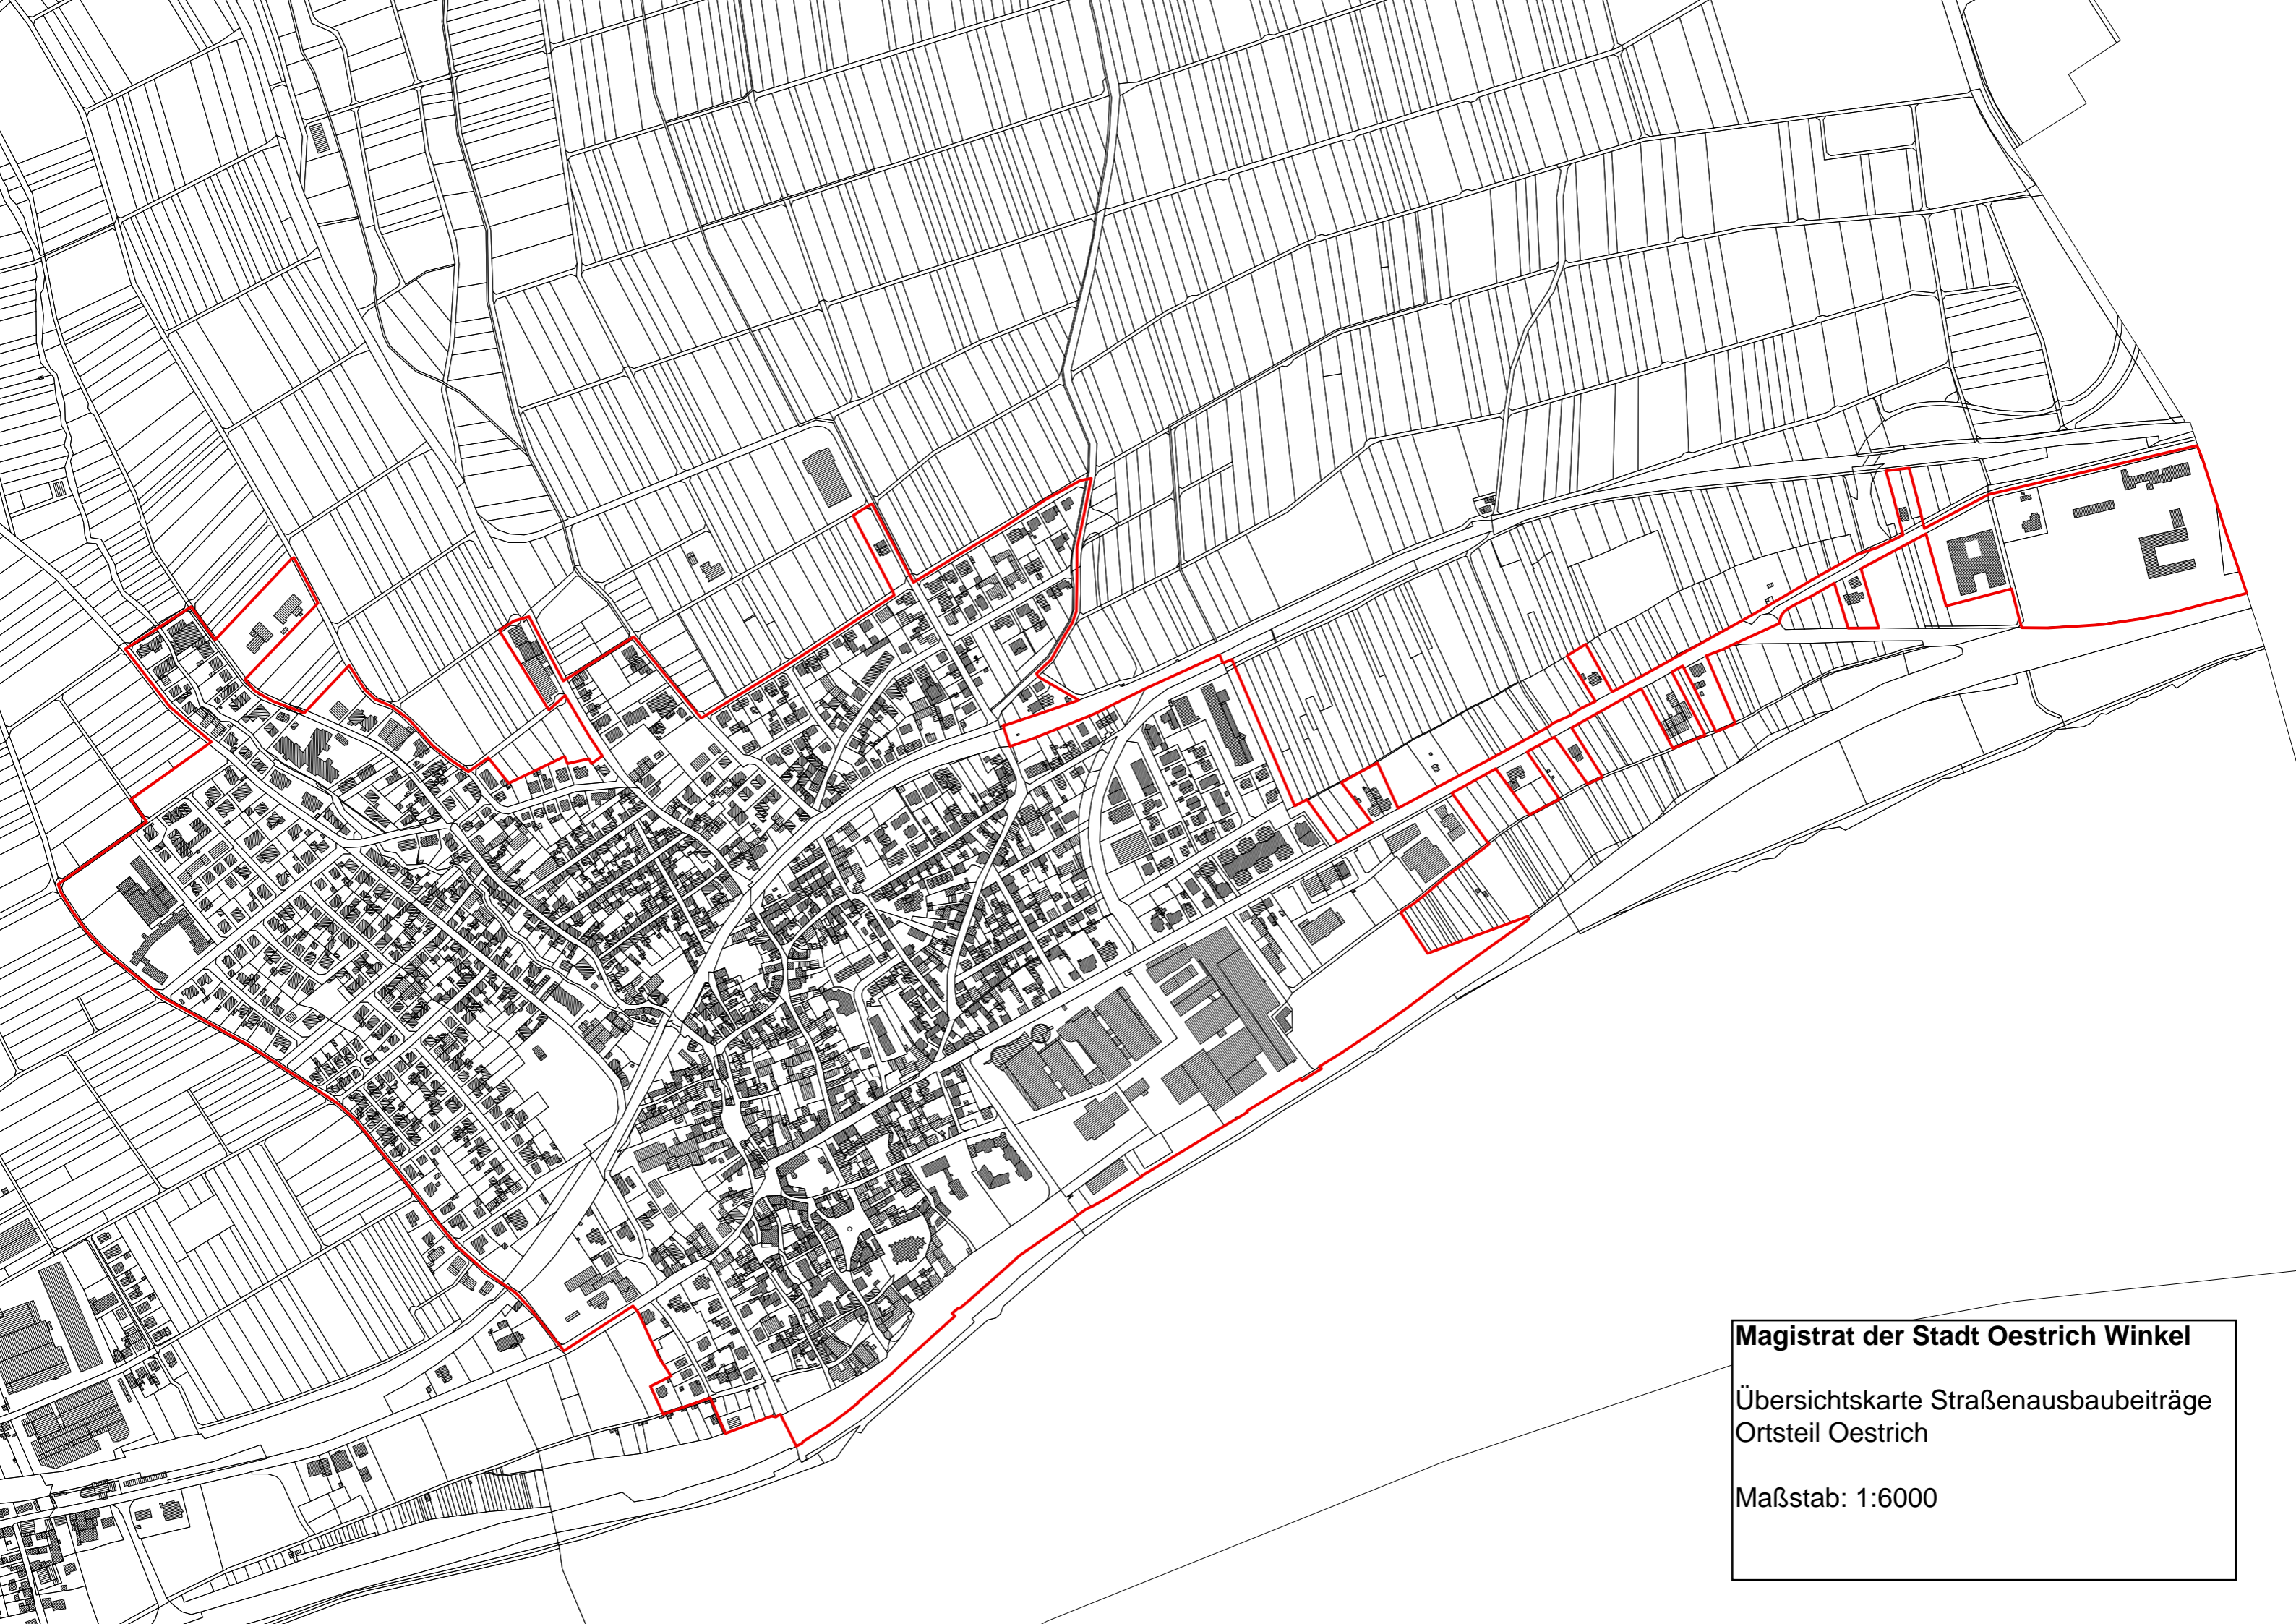 Magistrat der Stadt Oestrich Winkel
Übersichtskarte Straßenausbaubeiträge
Ortsteil Oestrich
Maßstab: 1:6000